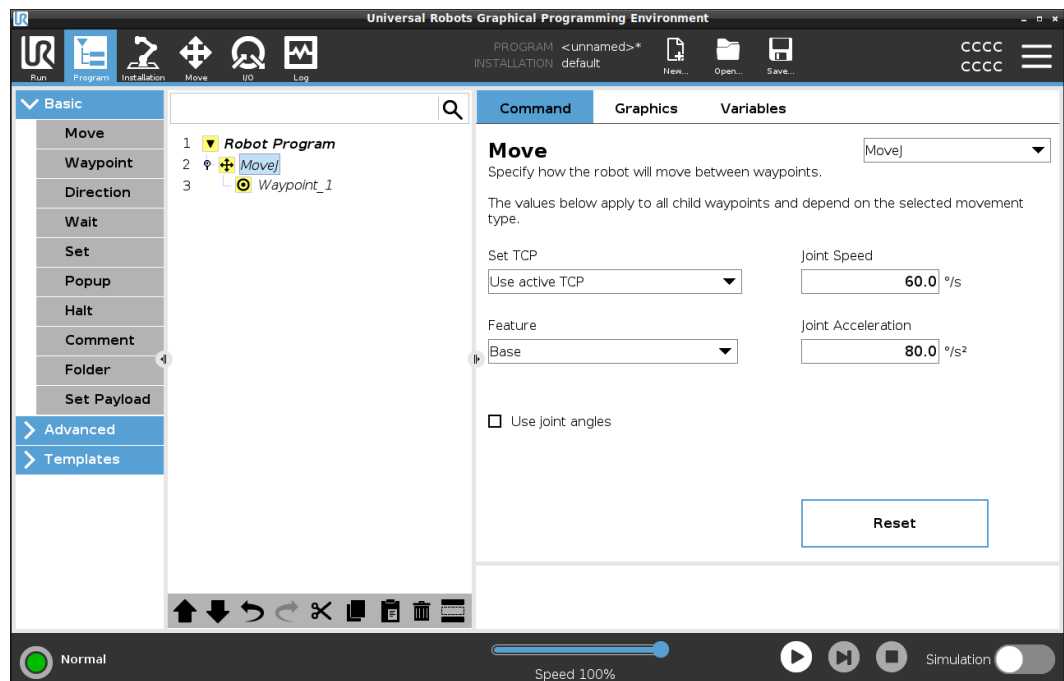 Universal Robots Graphical Programming Environment
UR
Run
Program
Installation
Move
I/O
Log
PROGRAM <unnamed>*
INSTALLATION default
New...
Open...
Save...
CCCC
CCCC
Basic
Move
Waypoint
Direction
Wait
Set
Popup
Halt
Comment
Folder
Set Payload
Advanced
Templates
1 Robot Program
2 MoveJ
3 Waypoint_1
Command Graphics Variables
Move
MoveJ
Specify how the robot will move between waypoints.
The values below apply to all child waypoints and depend on the selected movement
type.
Set TCP
Use active TCP
Joint Speed
60.0 °/s
Feature
Base
Joint Acceleration
80.0 °/s²
Use joint angles
Reset
Normal
Speed 100%
Simulation